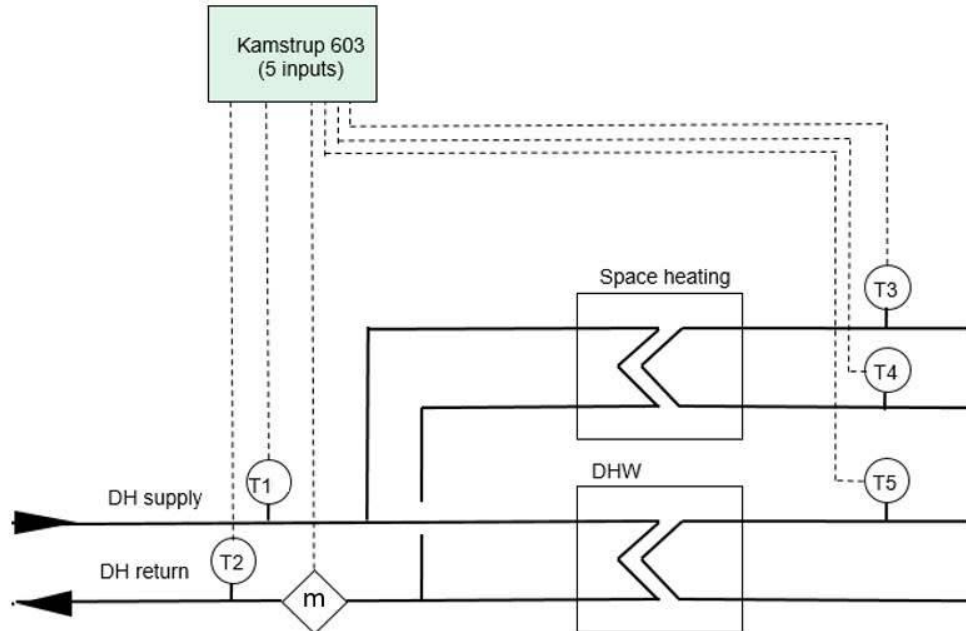 Kamstrup 603
(5 inputs)
Space heating
T3
T4
DHW
T5
T1
DH supply
T2
DH return
m